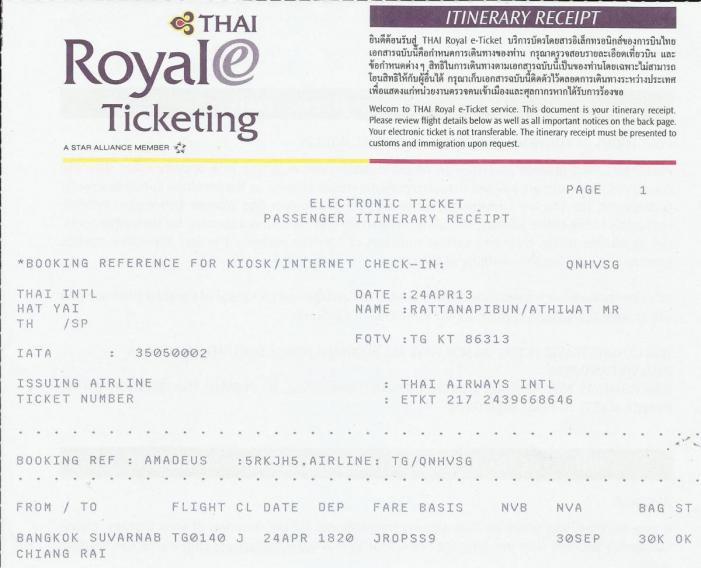 THAI
Royal e
Ticketing
A STAR ALLIANCE MEMBER
ITINERARY RECEIPT
ยินดีต้อนรับสู่ THAI Royal e-Ticket บริการบัตรโดยสารอิเล็กทรอนิกส์ของการบินไทย
เอกสารฉบับนี้คือกำหนดการเดินทางของท่าน กรุณาตรวจสอบรายละเอียดเที่ยวบิน และ
ข้อกำหนดต่าง ๆ สิทธิในการเดินทางตามเอกสารฉบับนี้เป็นของท่านโดยเฉพาะไม่สามารถ
โอนสิทธิให้กับผู้อื่นได้ กรุณาเก็บเอกสารฉบับนี้ติดตัวไว้ตลอดการเดินทางระหว่างประเทศ
เพื่อแสดงแก่หน่วยงานตรวจคนเข้าเมืองและศุลกากรหากได้รับการร้องขอ
Welcom to THAI Royal e-Ticket service. This document is your itinerary receipt.
Please review flight details below as well as all important notices on the back page.
Your electronic ticket is not transferable. The itinerary receipt must be presented to
customs and immigration upon request.
PAGE 1
ELECTRONIC TICKET
PASSENGER ITINERARY RECEIPT
*BOOKING REFERENCE FOR KIOSK/INTERNET CHECK-IN: QNHVSG
THAI INTL DATE :24APR13
HAT YAI NAME :RATTANAPIBUN/ATHIWAT MR
TH /SP
FQTV :TG KT 86313
IATA : 35050002
ISSUING AIRLINE : THAI AIRWAYS INTL
TICKET NUMBER : ETKT 217 2439668646
BOOKING REF : AMADEUS :5RKJH5,AIRLINE: TG/QNHVSG
FROM / TO FLIGHT CL DATE DEP FARE BASIS NVB NVA BAG ST
BANGKOK SUVARNAB TG0140 J 24APR 1820 JROPSS9 30SEP 30K OK
CHIANG RAI